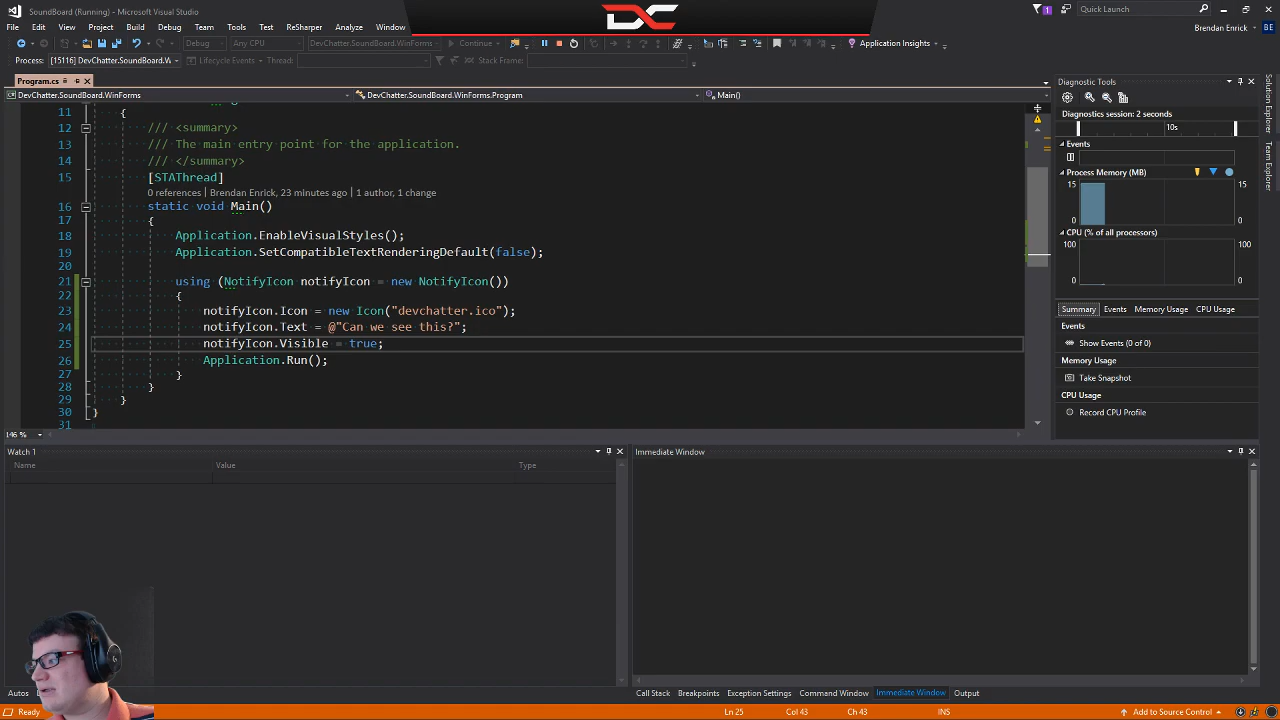 SoundBoard (Running) - Microsoft Visual Studio
DC
1
Quick Launch
File Edit View Project Build Debug Team Tools Test Analyze Window
Brendan Enrick BE
Debug Any CPU DevChatter.SoundBoard.WinForms Continue Application Insights
Process: [15116] DevChatter.SoundBoard.W Lifecycle Events Thread: Stack Frame:
Program.cs
DevChatter.SoundBoard.WinForms DevChatter.SoundBoard.WinForms.Program Main()
11 {
12 /// <summary>
13 /// The main entry point for the application.
14 /// </summary>
15 [STAThread]
0 references | Brendan Enrick, 23 minutes ago | 1 author, 1 change
16 static void Main()
17 {
18 Application.EnableVisualStyles();
19 Application.SetCompatibleTextRenderingDefault(false);
20
21 using (NotifyIcon notifyIcon = new NotifyIcon())
22 {
23 notifyIcon.Icon = new Icon("devchatter.ico");
24 notifyIcon.Text = @"Can we see this?";
25 notifyIcon.Visible = true;
26 Application.Run();
27 }
28 }
29 }
30 }
31
146 %
Diagnostic Tools
Diagnostics session: 2 seconds
10s
Events
Process Memory (MB)
15 15
0 0
CPU (% of all processors)
100 100
0 0
Summary Events Memory Usage CPU Usage
Events
Show Events (0 of 0)
Memory Usage
Take Snapshot
CPU Usage
Record CPU Profile
Solution Explorer
Team Explorer
Watch 1
Name Value Type
Immediate Window
Autos
Call Stack Breakpoints Exception Settings Command Window Immediate Window Output
Ready Ln 25 Col 43 Ch 43 INS Add to Source Control